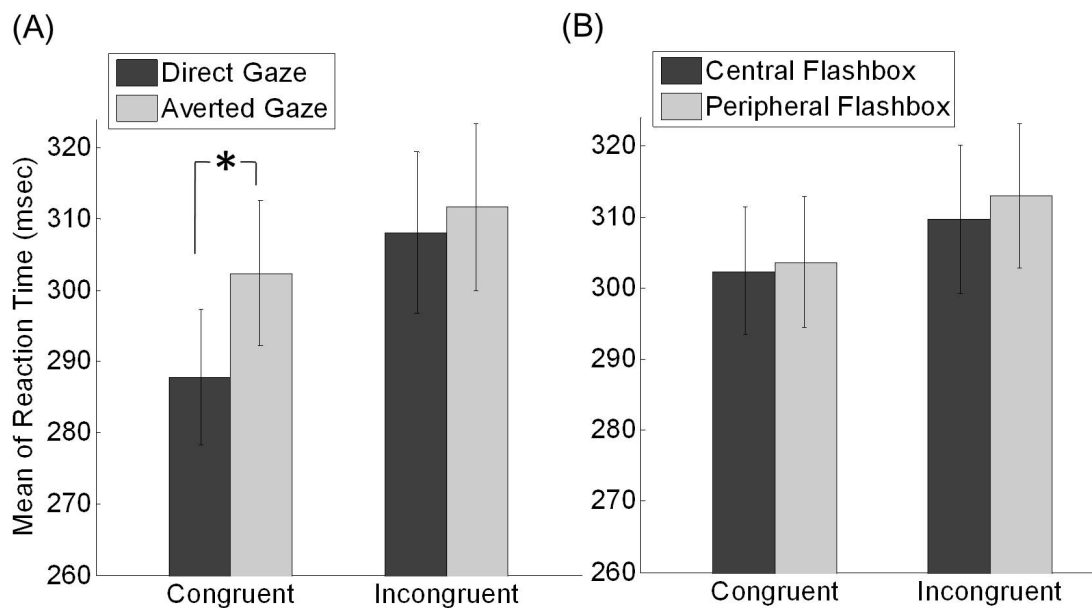 (A)
Direct Gaze
Averted Gaze
Mean of Reaction Time (msec)
320
310
300
290
280
270
260
*
Congruent
Incongruent
(B)
Central Flashbox
Peripheral Flashbox
320
310
300
290
280
270
260
Congruent
Incongruent